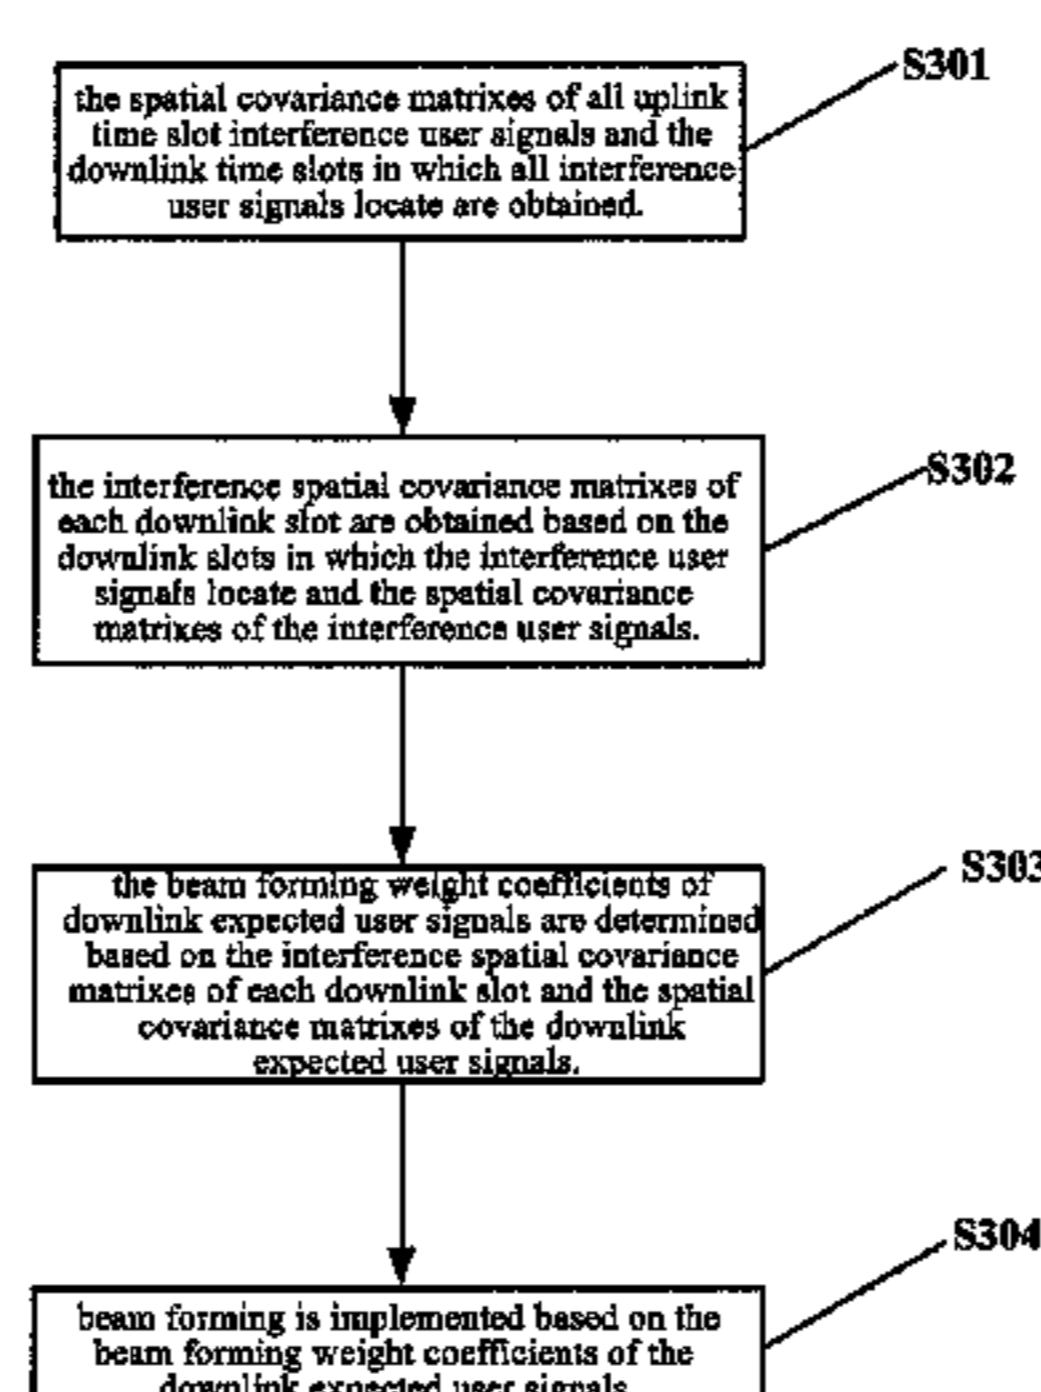 S301
the spatial covariance matrixes of all uplink
time slot interference user signals and the
downlink time slots in which all interference
user signals locate are obtained.
S302
the interference spatial covariance matrixes of
each downlink slot are obtained based on the
downlink slots in which the interference user
signals locate and the spatial covariance
matrixes of the interference user signals.
S303
the beam forming weight coefficients of
downlink expected user signals are determined
based on the interference spatial covariance
matrixes of each downlink slot and the spatial
covariance matrixes of the downlink
expected user signals.
S304
beam forming is implemented based on the
beam forming weight coefficients of the
downlink expected user signals